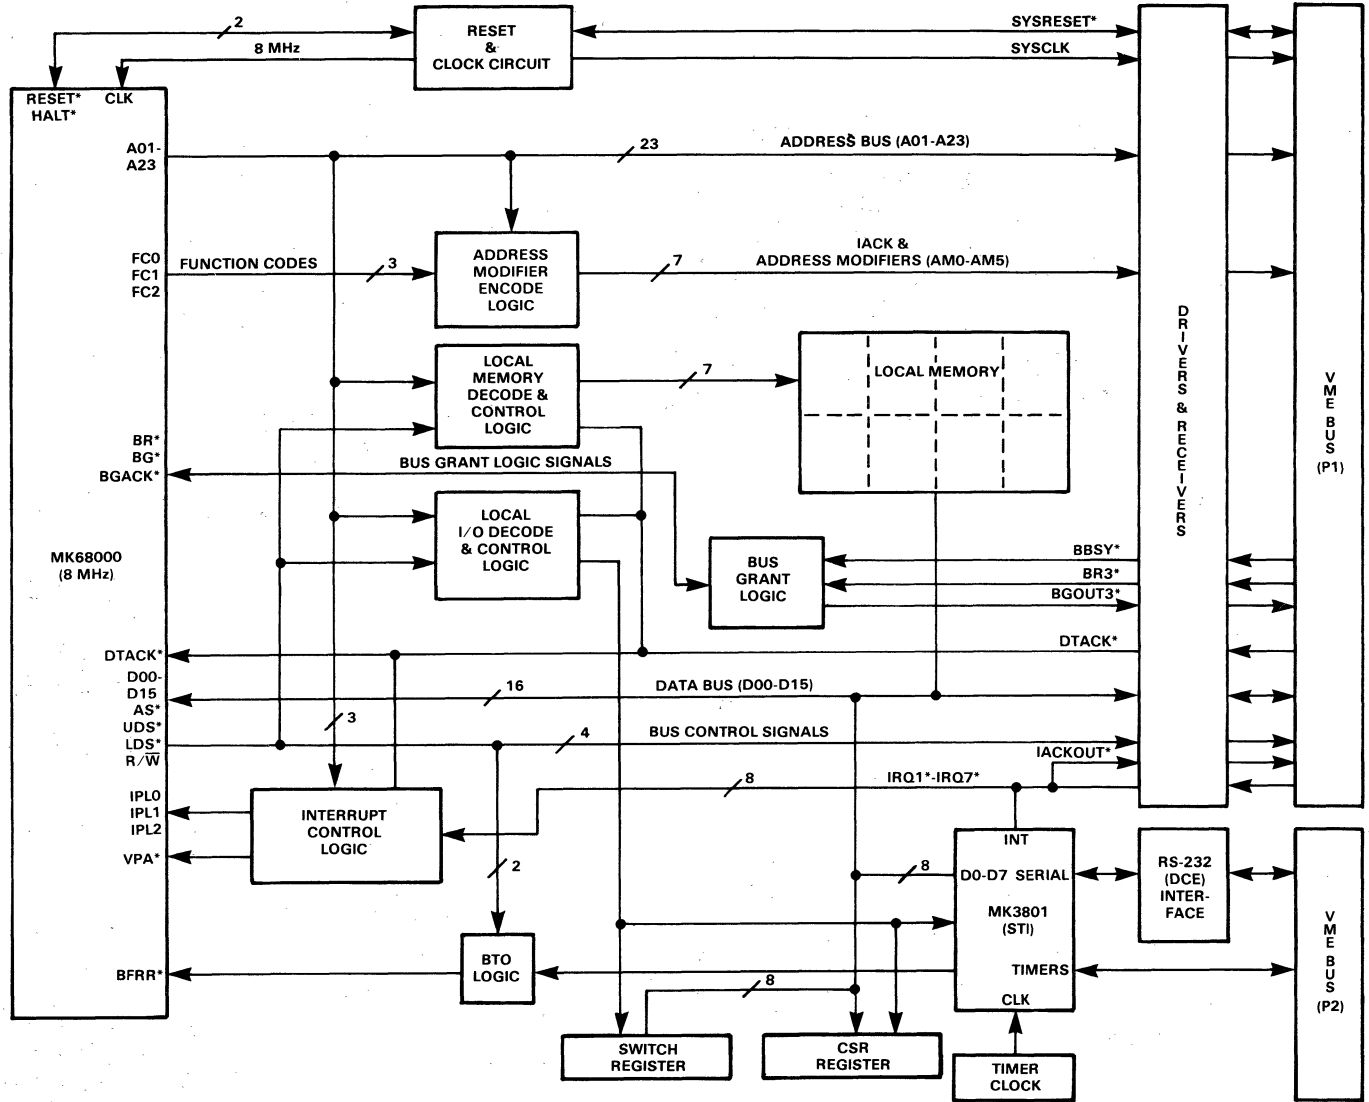 2
8 MHz
RESET
&
CLOCK CIRCUIT
SYSRESET*
SYSCLK
RESET*
HALT*
CLK
A01-
A23
23
ADDRESS BUS (A01-A23)
FC0
FC1
FC2
FUNCTION CODES
3
ADDRESS
MODIFIER
ENCODE
LOGIC
7
IACK &
ADDRESS MODIFIERS (AM0-AM5)
DRIVERS & RECEIVERS
VME BUS
(P1)
LOCAL
MEMORY
DECODE &
CONTROL
LOGIC
7
LOCAL MEMORY
BR*
BG*
BGACK*
BUS GRANT LOGIC SIGNALS
LOCAL
I/O DECODE
& CONTROL
LOGIC
MK68000
(8 MHz)
BUS
GRANT
LOGIC
BBSY*
BR3*
BGOUT3*
DTACK*
DTACK*
D00-
D15
AS*
UDS*
LDS*
R/W̅
16
DATA BUS (D00-D15)
3
4
BUS CONTROL SIGNALS
IACKOUT*
8
IRQ1*-IRQ7*
IPL0
IPL1
IPL2
VPA*
INTERRUPT
CONTROL
LOGIC
2
8
INT
D0-D7 SERIAL
MK3801
(STI)
TIMERS
CLK
RS-232
(DCE)
INTER-
FACE
VME BUS
(P2)
BFRR*
BTO
LOGIC
8
SWITCH
REGISTER
CSR
REGISTER
TIMER
CLOCK